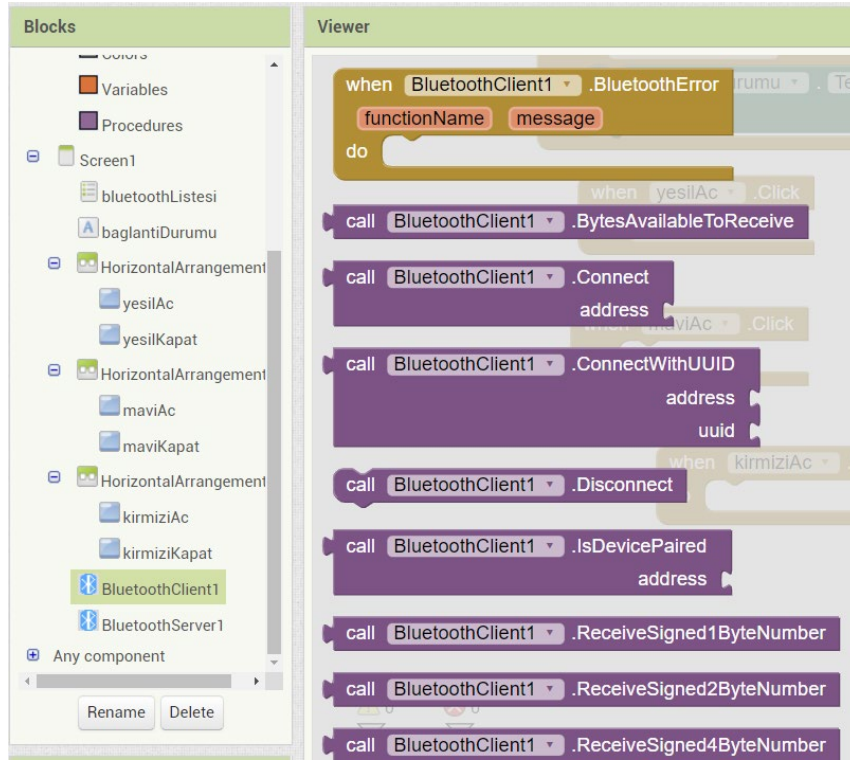 Blocks
Colors
Variables
Procedures
Screen1
bluetoothListesi
A baglantiDurumu
HorizontalArrangement
yesilAc
yesilKapat
HorizontalArrangement
maviAc
maviKapat
HorizontalArrangement
kirmiziAc
kirmiziKapat
BluetoothClient1
BluetoothServer1
Any component
Rename Delete
Viewer
when BluetoothClient1 .BluetoothError
functionName message
do
call BluetoothClient1 .BytesAvailableToReceive
call BluetoothClient1 .Connect
address
call BluetoothClient1 .ConnectWithUUID
address
uuid
call BluetoothClient1 .Disconnect
call BluetoothClient1 .IsDevicePaired
address
call BluetoothClient1 .ReceiveSigned1ByteNumber
call BluetoothClient1 .ReceiveSigned2ByteNumber
call BluetoothClient1 .ReceiveSigned4ByteNumber
when yesilAc .Click
.Click
when kirmiziAc
0 0